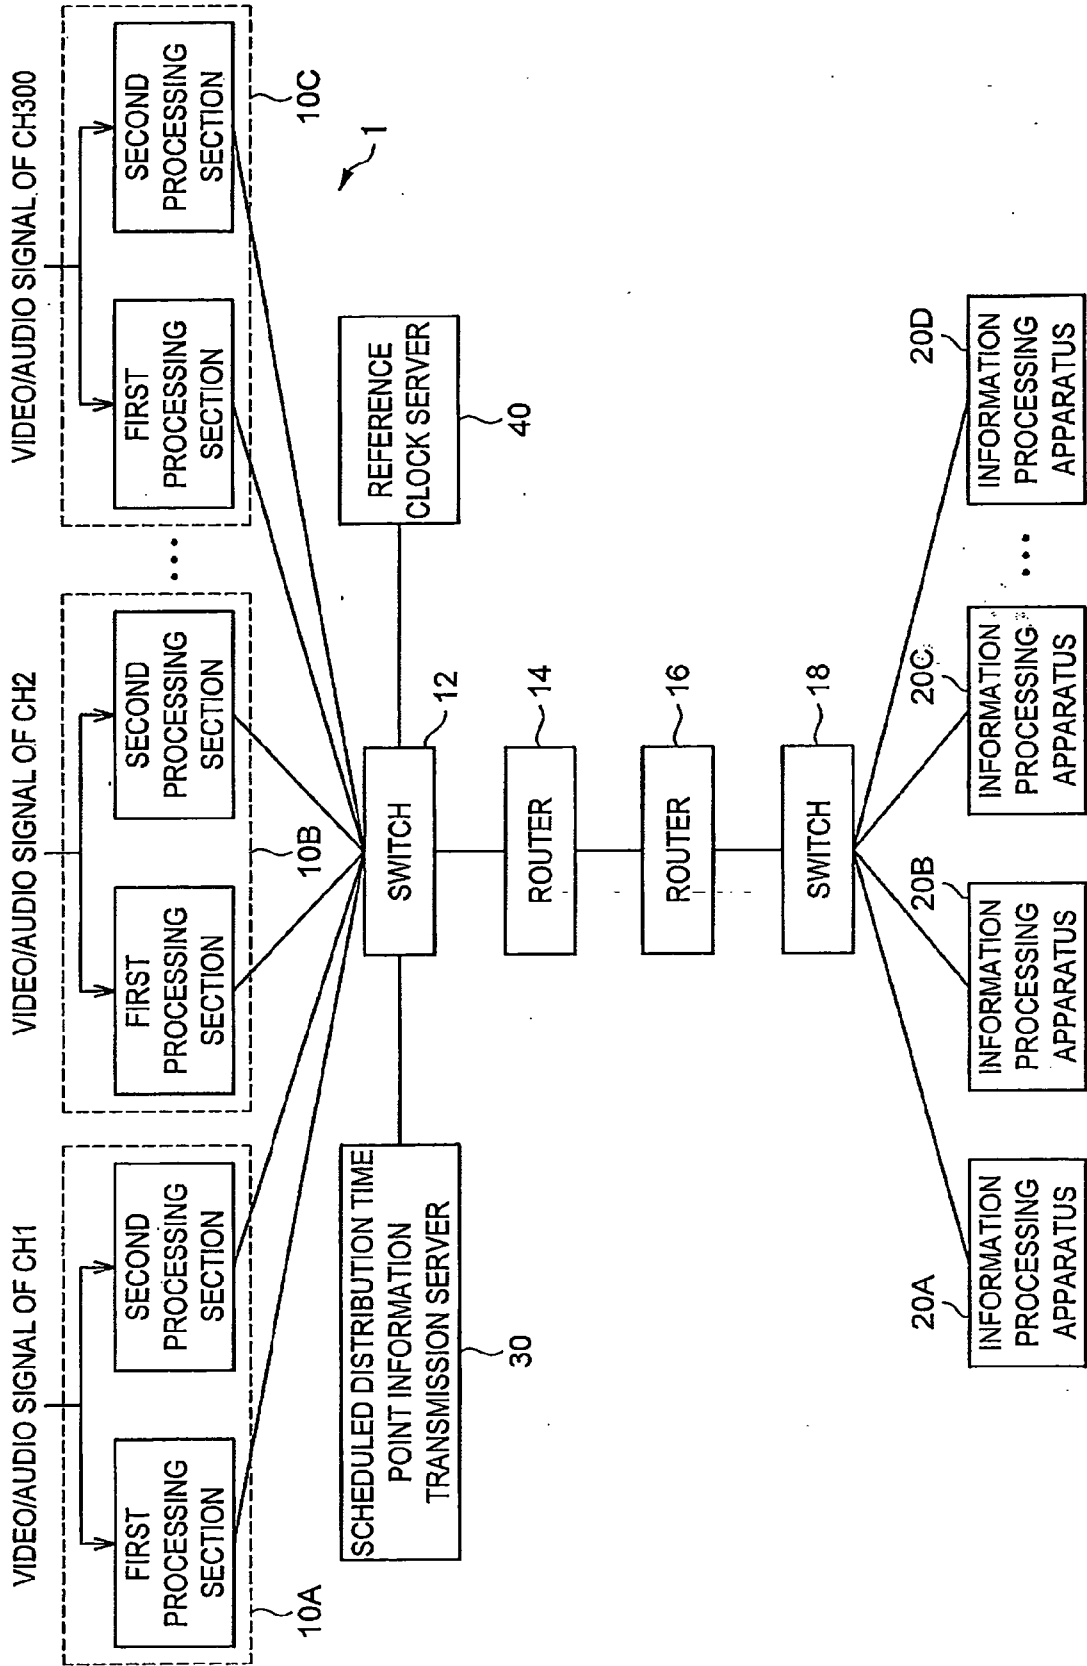 VIDEO/AUDIO SIGNAL OF CH1
VIDEO/AUDIO SIGNAL OF CH2
VIDEO/AUDIO SIGNAL OF CH300
FIRST
PROCESSING
SECTION
SECOND
PROCESSING
SECTION
10A
FIRST
PROCESSING
SECTION
SECOND
PROCESSING
SECTION
10B
...
FIRST
PROCESSING
SECTION
SECOND
PROCESSING
SECTION
10C
1
SCHEDULED DISTRIBUTION TIME
POINT INFORMATION
TRANSMISSION SERVER
30
SWITCH
12
REFERENCE
CLOCK SERVER
40
ROUTER
14
ROUTER
16
SWITCH
18
20A
INFORMATION
PROCESSING
APPARATUS
20B
INFORMATION
PROCESSING
APPARATUS
20C
INFORMATION
PROCESSING
APPARATUS
...
20D
INFORMATION
PROCESSING
APPARATUS